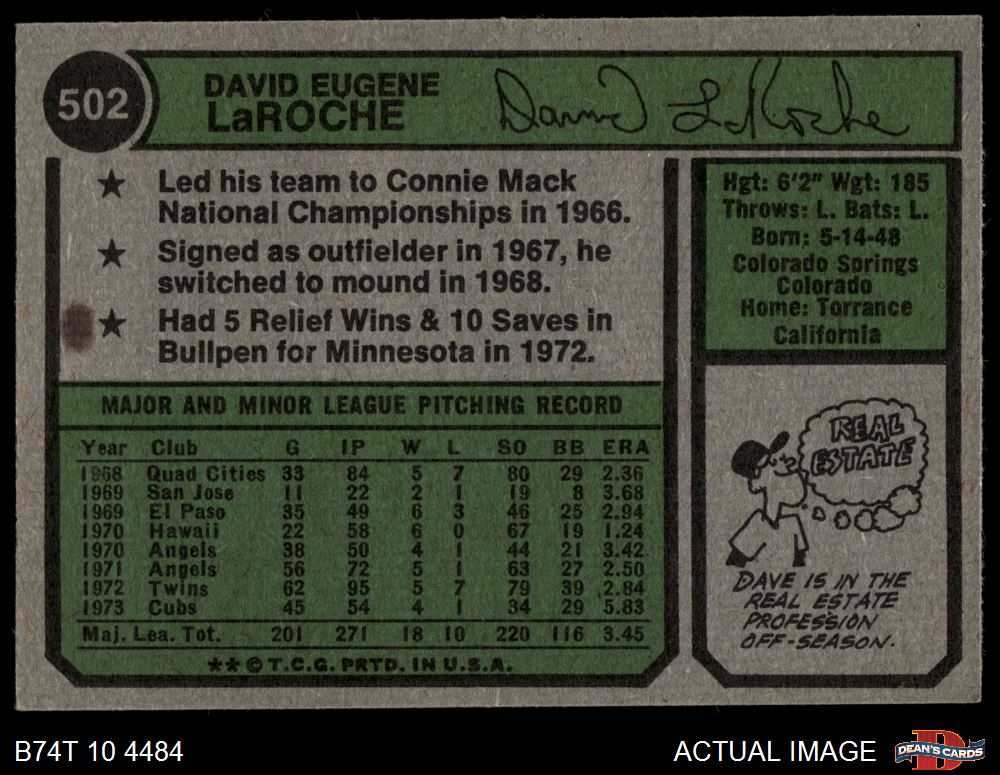 502
DAVID EUGENE
LaROCHE
David LaRoche
★ Led his team to Connie Mack
National Championships in 1966.
★ Signed as outfielder in 1967, he
switched to mound in 1968.
★ Had 5 Relief Wins & 10 Saves in
Bullpen for Minnesota in 1972.
Hgt: 6'2" Wgt: 185
Throws: L. Bats: L.
Born: 5-14-48
Colorado Springs
Colorado
Home: Torrance
California
MAJOR AND MINOR LEAGUE PITCHING RECORD
Year Club G IP W L SO BB ERA
1968 Quad Cities 33 84 5 7 80 29 2.36
1969 San Jose 11 22 2 1 19 8 3.68
1969 El Paso 35 49 6 3 46 25 2.94
1970 Hawaii 22 58 6 0 67 19 1.24
1970 Angels 38 50 4 1 44 21 3.42
1971 Angels 56 72 5 1 63 27 2.50
1972 Twins 62 95 5 7 79 39 2.84
1973 Cubs 45 54 4 1 34 29 5.83
Maj. Lea. Tot. 201 271 18 10 220 116 3.45
★★©T.C.G. PRTD. IN U.S.A.
REAL
ESTATE
DAVE IS IN THE
REAL ESTATE
PROFESSION
OFF-SEASON.
B74T 10 4484
ACTUAL IMAGE
D
DEAN'S CARDS